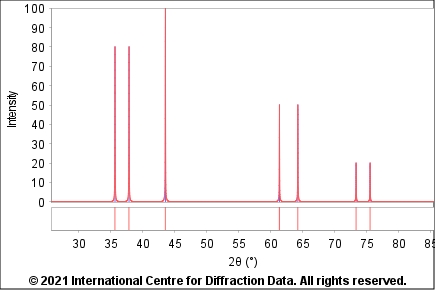 100
90
80
70
60
50
40
30
20
10
0
Intensity
30 35 40 45 50 55 60 65 70 75 80 85
2θ (°)
© 2021 International Centre for Diffraction Data. All rights reserved.